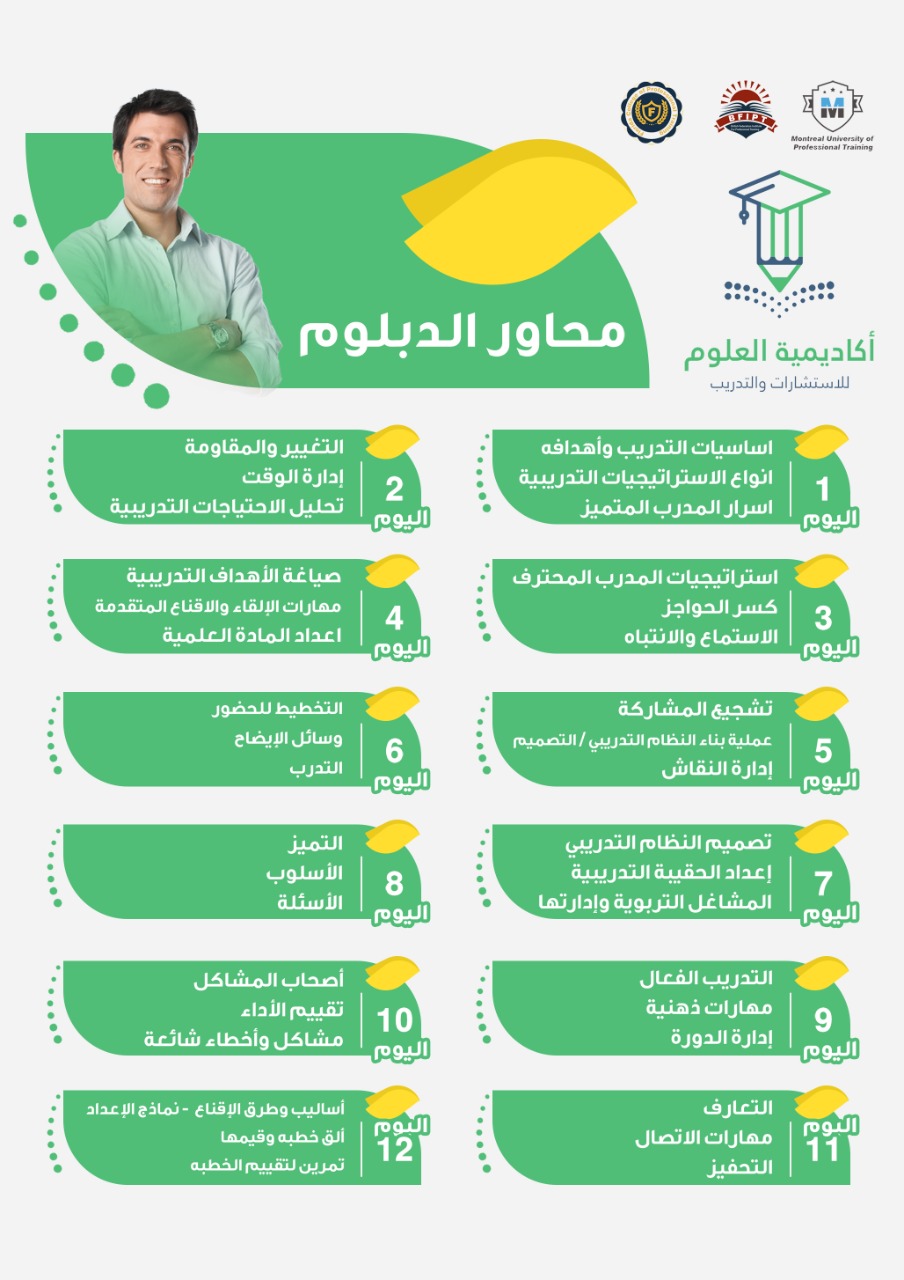 BFIPT
M
Montreal University of
Professional Training
أكاديمية العلوم
للاستشارات والتدريب
محاور الدبلوم
1
اليوم
اساسيات التدريب وأهدافه
انواع الاستراتيجيات التدريبية
اسرار المدرب المتميز
2
اليوم
التغيير والمقاومة
إدارة الوقت
تحليل الاحتياجات التدريبية
3
اليوم
استراتيجيات المدرب المحترف
كسر الحواجز
الاستماع والانتباه
4
اليوم
صياغة الأهداف التدريبية
مهارات الإلقاء والاقناع المتقدمة
اعداد المادة العلمية
5
اليوم
تشجيع المشاركة
عملية بناء النظام التدريبي / التصميم
إدارة النقاش
6
اليوم
التخطيط للحضور
وسائل الإيضاح
التدرب
7
اليوم
تصميم النظام التدريبي
إعداد الحقيبة التدريبية
المشاغل التربوية وإدارتها
8
اليوم
التميز
الأسلوب
الأسئلة
9
اليوم
التدريب الفعال
مهارات ذهنية
إدارة الدورة
10
اليوم
أصحاب المشاكل
تقييم الأداء
مشاكل وأخطاء شائعة
اليوم
11
التعارف
مهارات الاتصال
التحفيز
اليوم
12
أساليب وطرق الإقناع - نماذج الإعداد
ألق خطبه وقيمها
تمرين لتقييم الخطبه